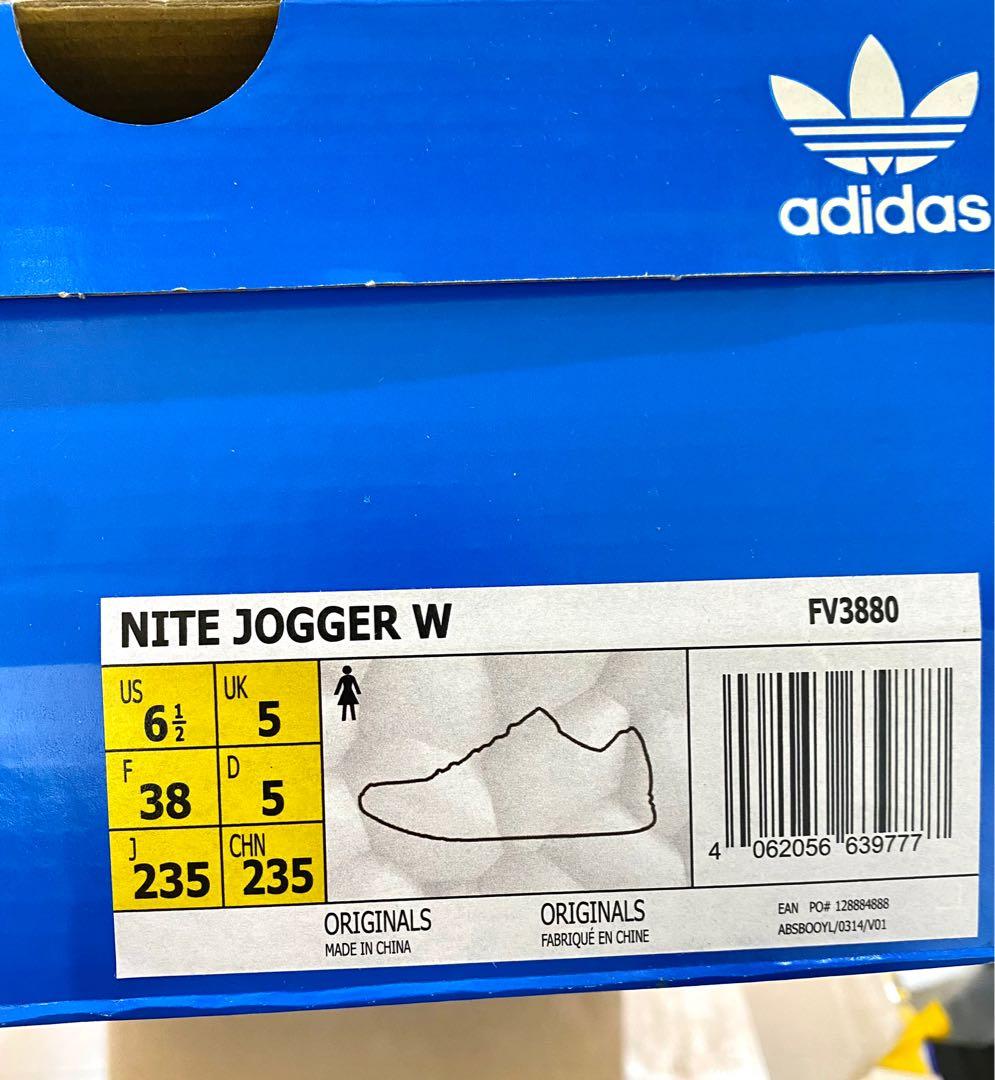 adidas
NITE JOGGER W
FV3880
US
6½
UK
5
F
38
D
5
J
235
CHN
235
4 062056 639777
ORIGINALS
MADE IN CHINA
ORIGINALS
FABRIQUÉ EN CHINE
EAN PO# 128884888
ABSBOOYL/0314/V01